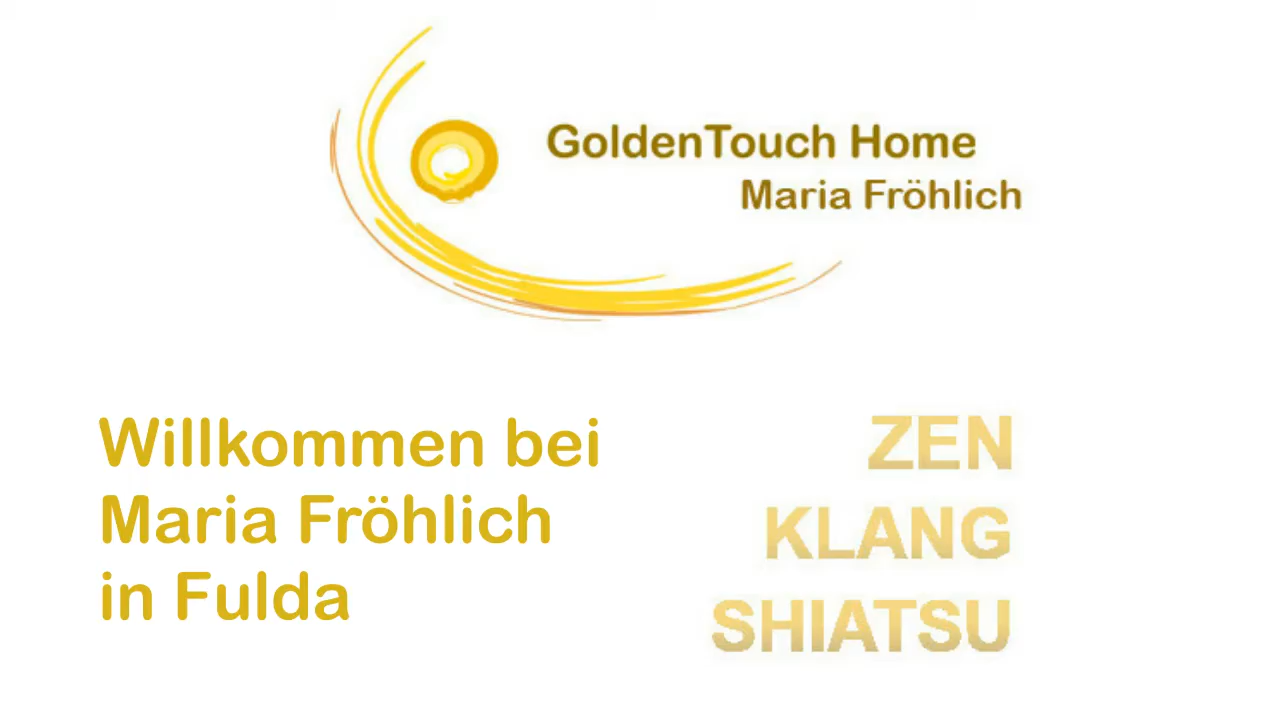 GoldenTouch Home
Maria Fröhlich
Willkommen bei
Maria Fröhlich
in Fulda
ZEN
KLANG
SHIATSU